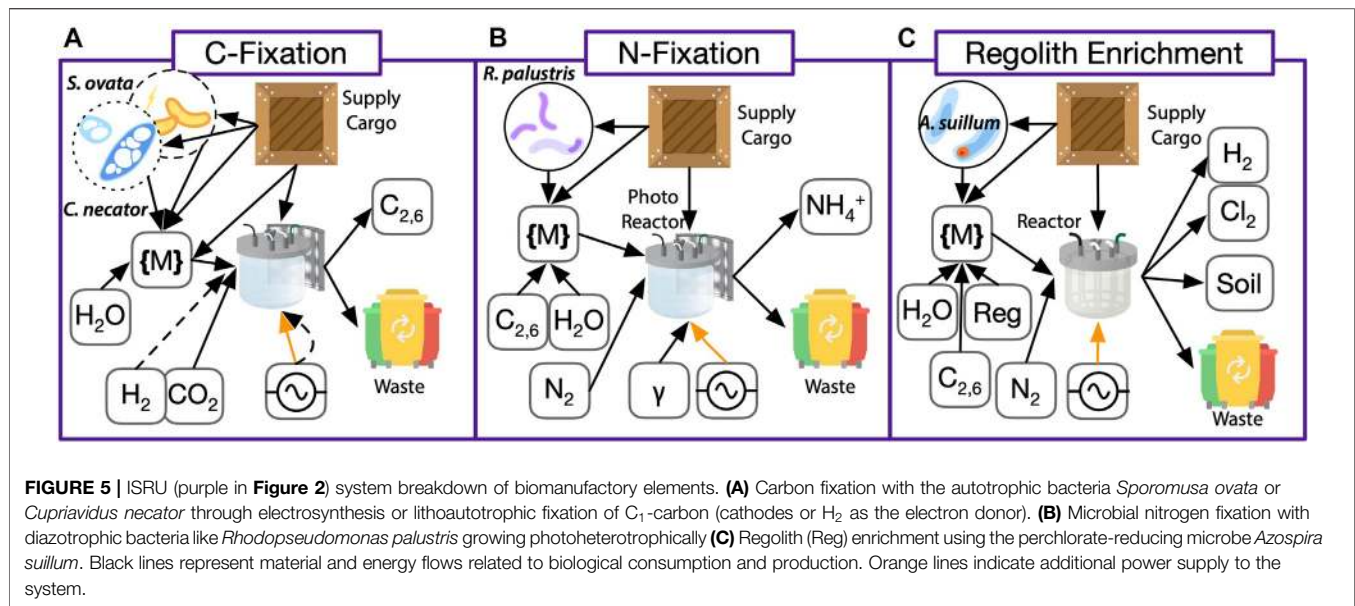 A
C-Fixation
S. ovata
C. necator
Supply
Cargo
{M}
H₂O
H₂
CO₂
C₂,₆
Waste
B
N-Fixation
R. palustris
Supply
Cargo
Photo
Reactor
{M}
C₂,₆
H₂O
N₂
γ
NH₄⁺
Waste
C
Regolith Enrichment
A. suillum
Supply
Cargo
Reactor
{M}
H₂O
Reg
C₂,₆
N₂
H₂
Cl₂
Soil
Waste
FIGURE 5 | ISRU (purple in Figure 2) system breakdown of biomanufactory elements. (A) Carbon fixation with the autotrophic bacteria Sporomusa ovata or
Cupriavidus necator through electrosynthesis or lithoautotrophic fixation of C₁-carbon (cathodes or H₂ as the electron donor). (B) Microbial nitrogen fixation with
diazotrophic bacteria like Rhodopseudomonas palustris growing photoheterotrophically (C) Regolith (Reg) enrichment using the perchlorate-reducing microbe Azospira
suillum. Black lines represent material and energy flows related to biological consumption and production. Orange lines indicate additional power supply to the
system.